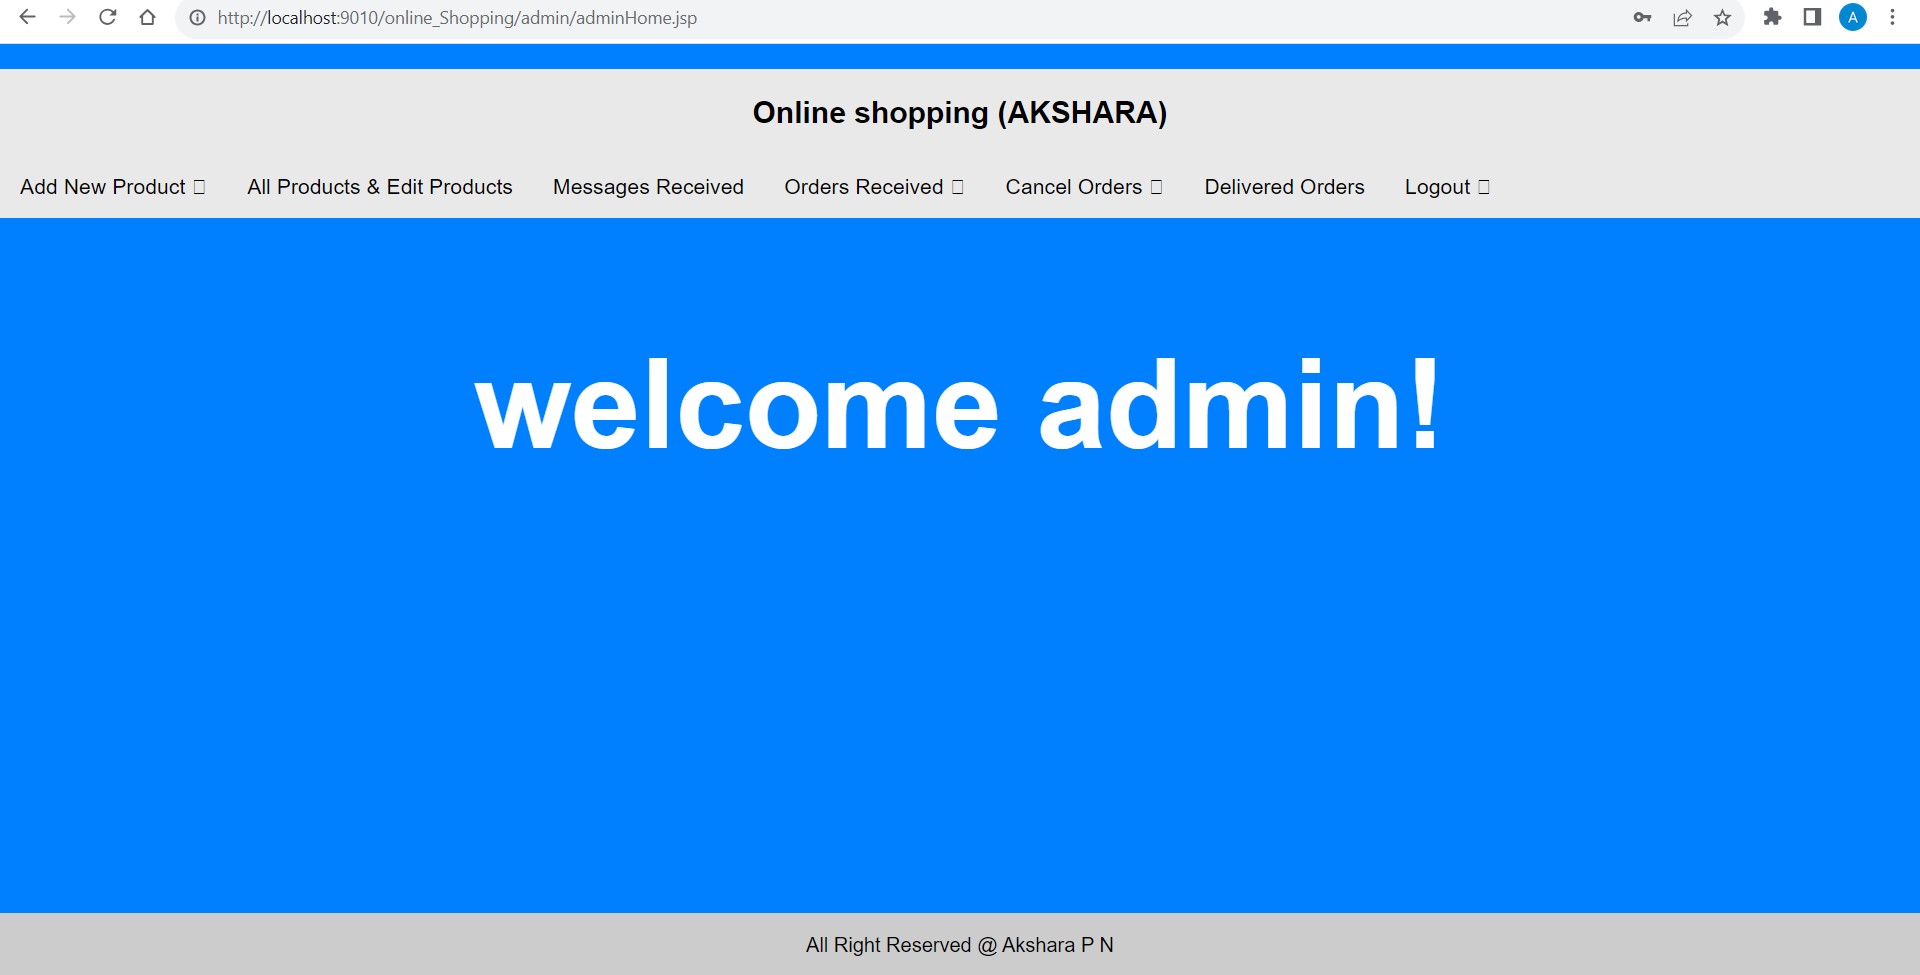 http://localhost:9010/online_Shopping/admin/adminHome.jsp
A
Online shopping (AKSHARA)
Add New Product All Products & Edit Products Messages Received Orders Received Cancel Orders Delivered Orders Logout
welcome admin!
All Right Reserved @ Akshara P N